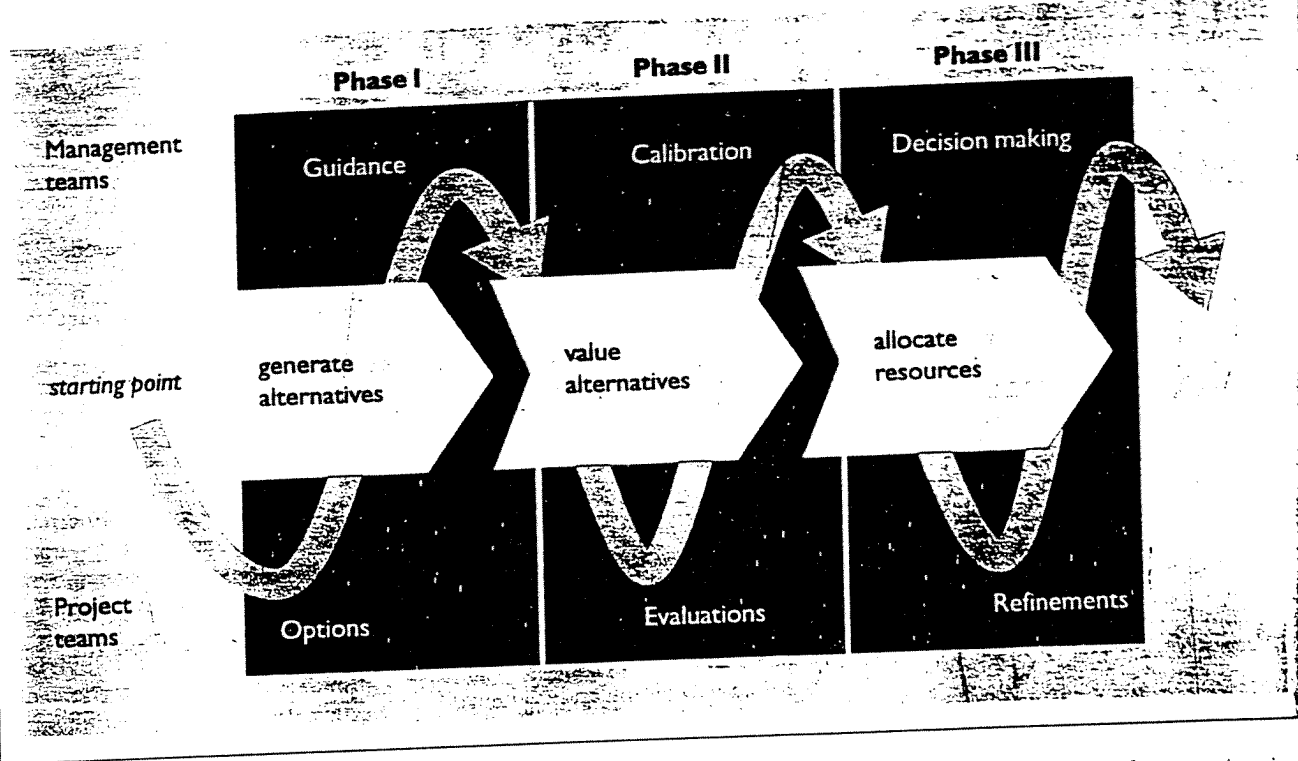 Phase I
Phase II
Phase III
Management
teams
Guidance
Calibration
Decision making
starting point
generate
alternatives
value
alternatives
allocate
resources
Project
teams
Options
Evaluations
Refinements